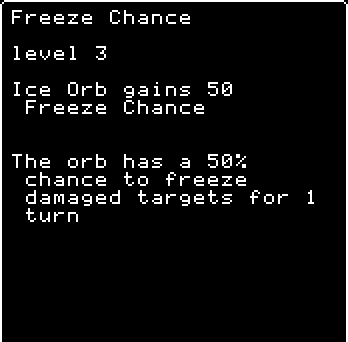 Freeze Chance
level 3
Ice Orb gains 50
Freeze Chance
The orb has a 50%
chance to freeze
damaged targets for 1
turn